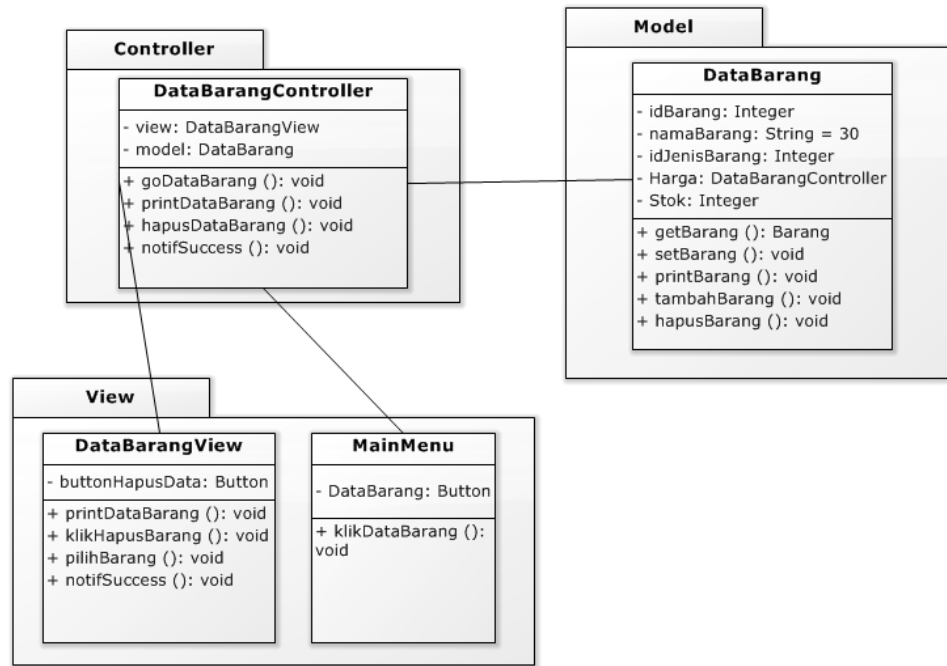 Controller
DataBarangController
- view: DataBarangView
- model: DataBarang
+ goDataBarang (): void
+ printDataBarang (): void
+ hapusDataBarang (): void
+ notifSuccess (): void
Model
DataBarang
- idBarang: Integer
- namaBarang: String = 30
- idJenisBarang: Integer
- Harga: DataBarangController
- Stok: Integer
+ getBarang (): Barang
+ setBarang (): void
+ printBarang (): void
+ tambahBarang (): void
+ hapusBarang (): void
View
DataBarangView
- buttonHapusData: Button
+ printDataBarang (): void
+ klikHapusBarang (): void
+ pilihBarang (): void
+ notifSuccess (): void
MainMenu
- DataBarang: Button
+ klikDataBarang ():
void